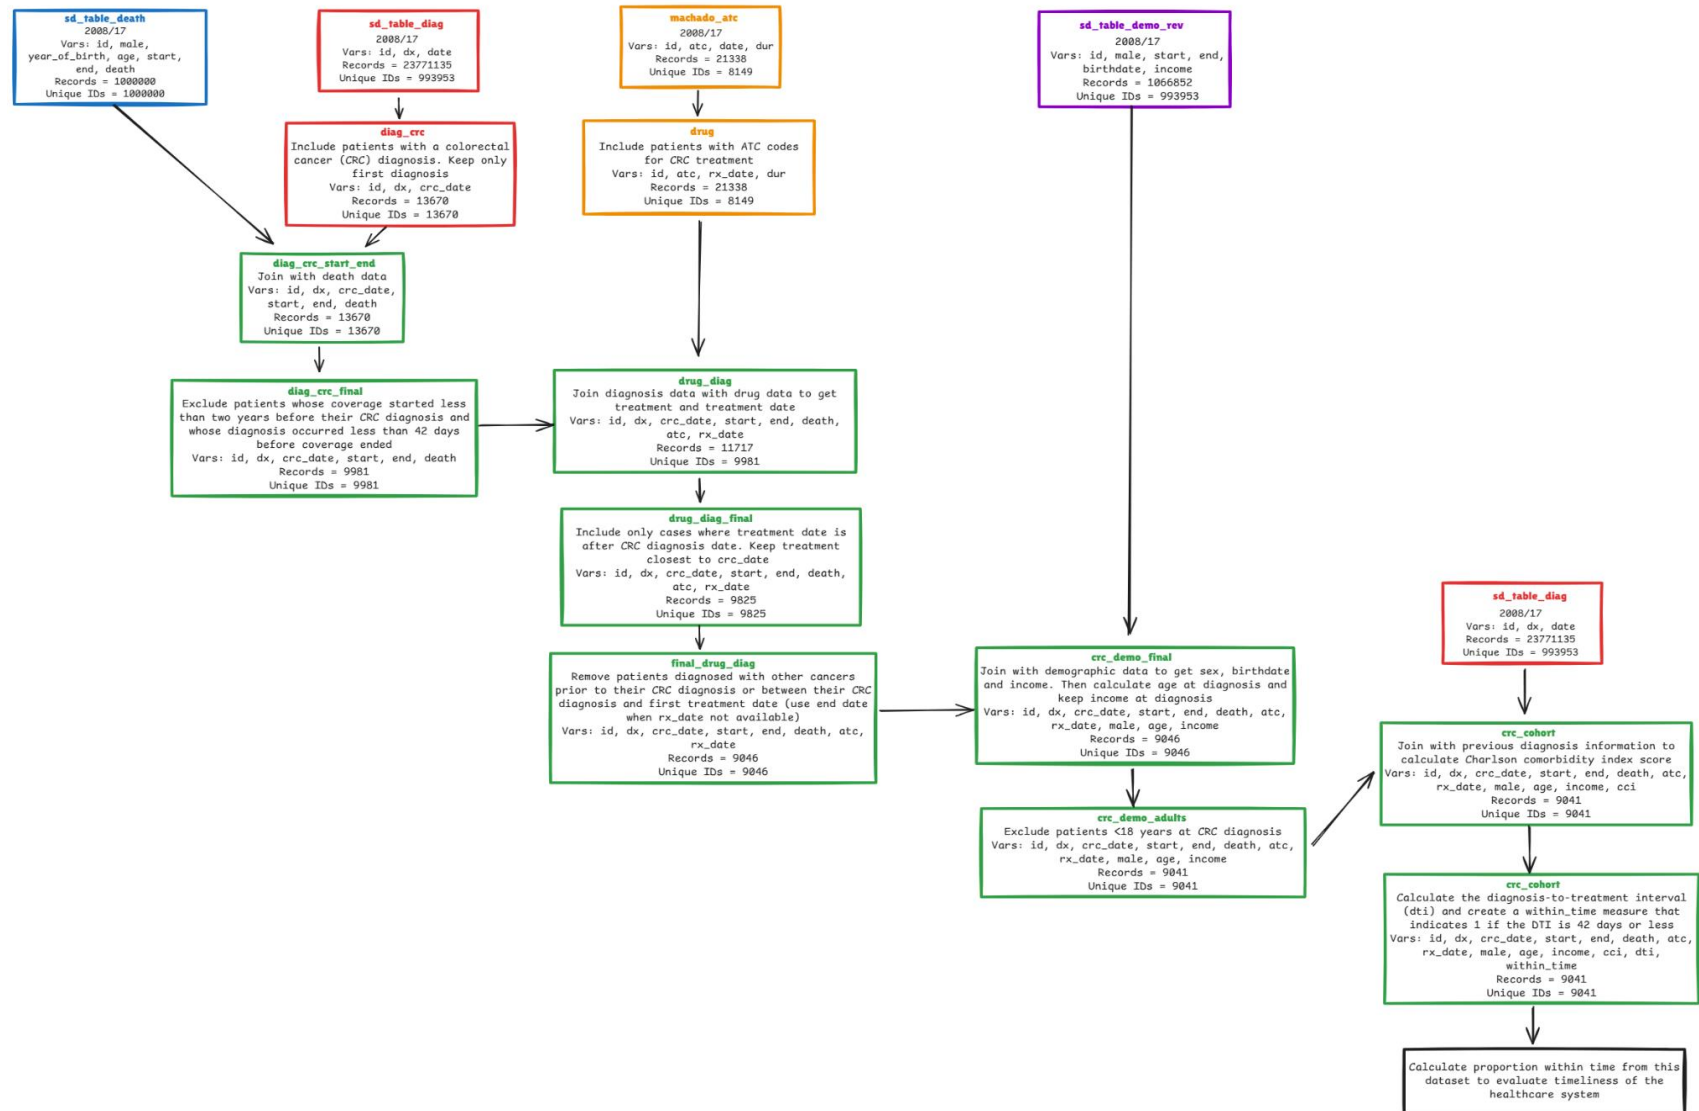 sd_table_death
2008/17
Vars: id, male,
year_of_birth, age, start,
end, death
Records = 1000000
Unique IDs = 1000000
sd_table_diag
2008/17
Vars: id, dx, date
Records = 23771135
Unique IDs = 993953
machado_atc
2008/17
Vars: id, atc, date, dur
Records = 21338
Unique IDs = 8149
sd_table_demo_rev
2008/17
Vars: id, male, start, end,
birthdate, income
Records = 1066852
Unique IDs = 993953
diag_crc
Include patients with a colorectal
cancer (CRC) diagnosis. Keep only
first diagnosis
Vars: id, dx, crc_date
Records = 13670
Unique IDs = 13670
drug
Include patients with ATC codes
for CRC treatment
Vars: id, atc, rx_date, dur
Records = 21338
Unique IDs = 8149
diag_crc_start_end
Join with death data
Vars: id, dx, crc_date,
start, end, death
Records = 13670
Unique IDs = 13670
diag_crc_final
Exclude patients whose coverage started less
than two years before their CRC diagnosis and
whose diagnosis occurred less than 42 days
before coverage ended
Vars: id, dx, crc_date, start, end, death
Records = 9981
Unique IDs = 9981
drug_diag
Join diagnosis data with drug data to get
treatment and treatment date
Vars: id, dx, crc_date, start, end, death,
atc, rx_date
Records = 11717
Unique IDs = 9981
drug_diag_final
Include only cases where treatment date is
after CRC diagnosis date. Keep treatment
closest to crc_date
Vars: id, dx, crc_date, start, end, death,
atc, rx_date
Records = 9825
Unique IDs = 9825
final_drug_diag
Remove patients diagnosed with other cancers
prior to their CRC diagnosis or between their CRC
diagnosis and first treatment date (use end date
when rx_date not available)
Vars: id, dx, crc_date, start, end, death, atc,
rx_date
Records = 9046
Unique IDs = 9046
crc_demo_final
Join with demographic data to get sex, birthdate
and income. Then calculate age at diagnosis and
keep income at diagnosis
Vars: id, dx, crc_date, start, end, death, atc,
rx_date, male, age, income
Records = 9046
Unique IDs = 9046
crc_demo_adults
Exclude patients <18 years at CRC diagnosis
Vars: id, dx, crc_date, start, end, death, atc,
rx_date, male, age, income
Records = 9041
Unique IDs = 9041
sd_table_diag
2008/17
Vars: id, dx, date
Records = 23771135
Unique IDs = 993953
crc_cohort
Join with previous diagnosis information to
calculate Charlson comorbidity index score
Vars: id, dx, crc_date, start, end, death, atc,
rx_date, male, age, income, cci
Records = 9041
Unique IDs = 9041
crc_cohort
Calculate the diagnosis-to-treatment interval
(dti) and create a within_time measure that
indicates 1 if the DTI is 42 days or less
Vars: id, dx, crc_date, start, end, death, atc,
rx_date, male, age, income, cci, dti,
within_time
Records = 9041
Unique IDs = 9041
Calculate proportion within time from this
dataset to evaluate timeliness of the
healthcare system